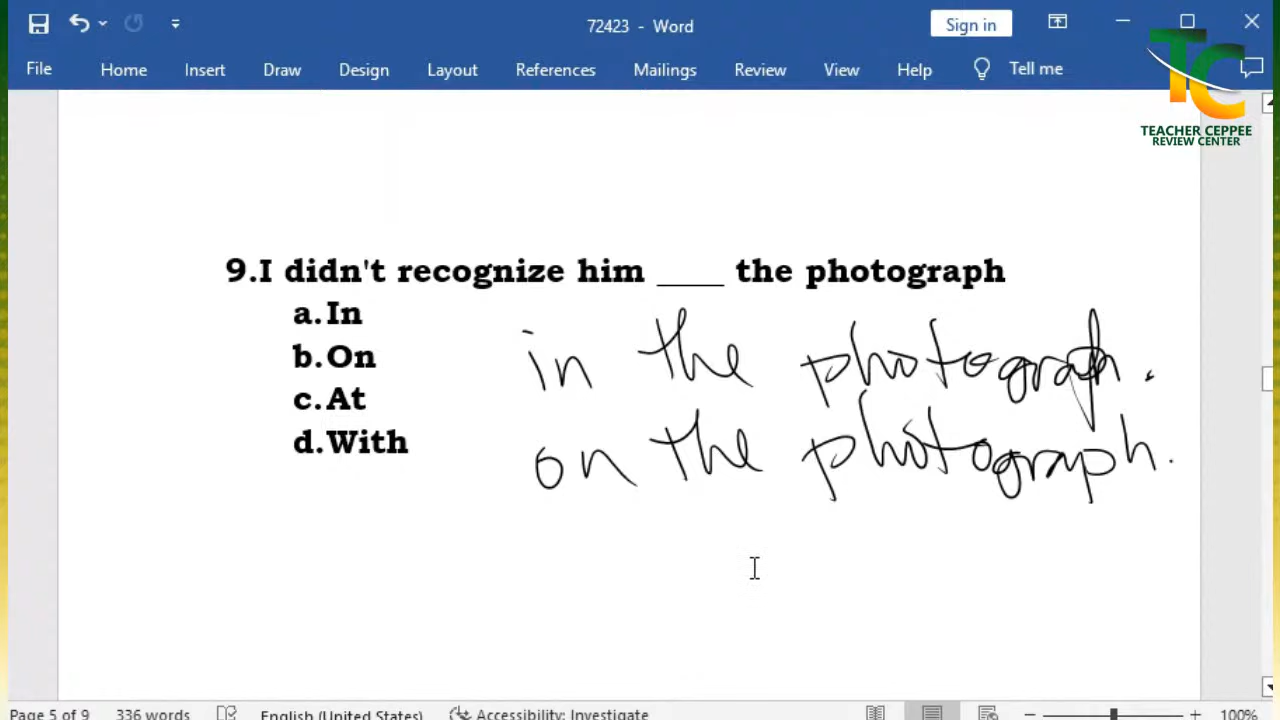 72423 - Word
Sign in
File Home Insert Draw Design Layout References Mailings Review View Help Tell me
TC
TEACHER CEPPEE
REVIEW CENTER
9.I didn't recognize him ____ the photograph
a.In
b.On
c.At
d.With
in the photograph.
on the photograph.
Page 5 of 9 336 words English (United States) Accessibility: Investigate 100%